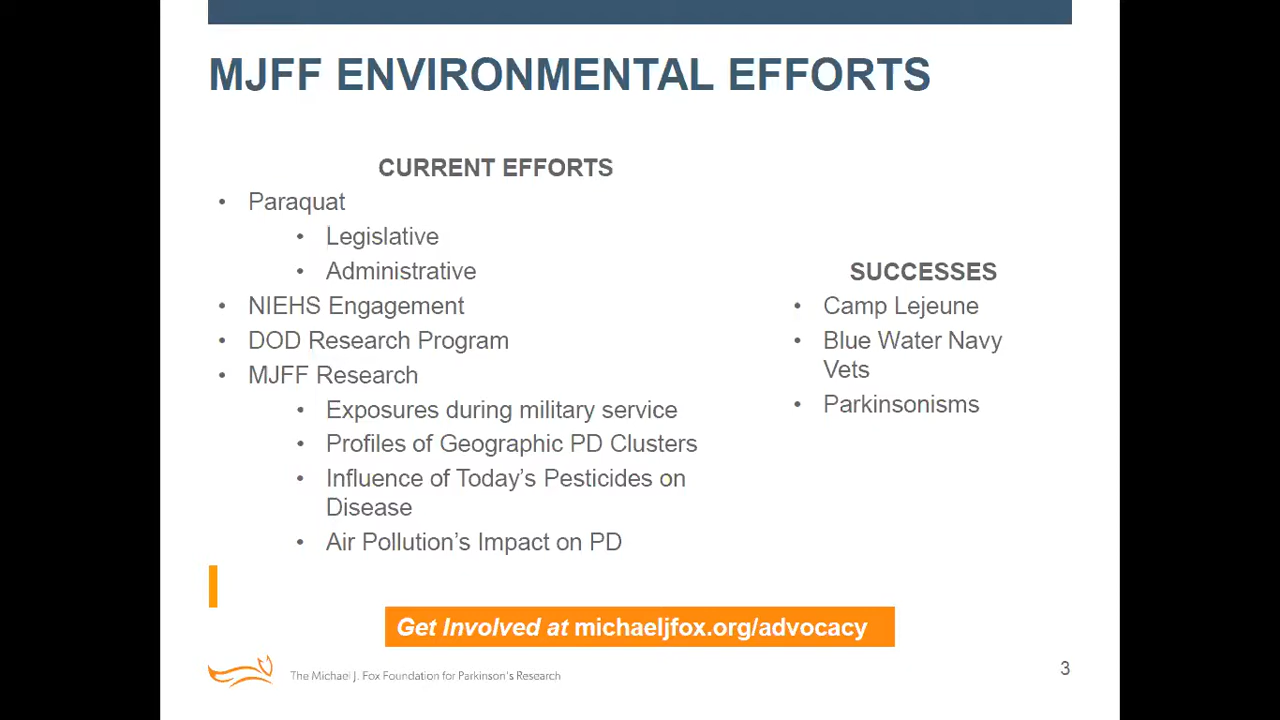 MJFF ENVIRONMENTAL EFFORTS
CURRENT EFFORTS
• Paraquat
• Legislative
• Administrative
• NIEHS Engagement
• DOD Research Program
• MJFF Research
• Exposures during military service
• Profiles of Geographic PD Clusters
• Influence of Today’s Pesticides on
Disease
• Air Pollution’s Impact on PD
SUCCESSES
• Camp Lejeune
• Blue Water Navy
Vets
• Parkinsonisms
Get Involved at michaeljfox.org/advocacy
The Michael J. Fox Foundation for Parkinson's Research
3